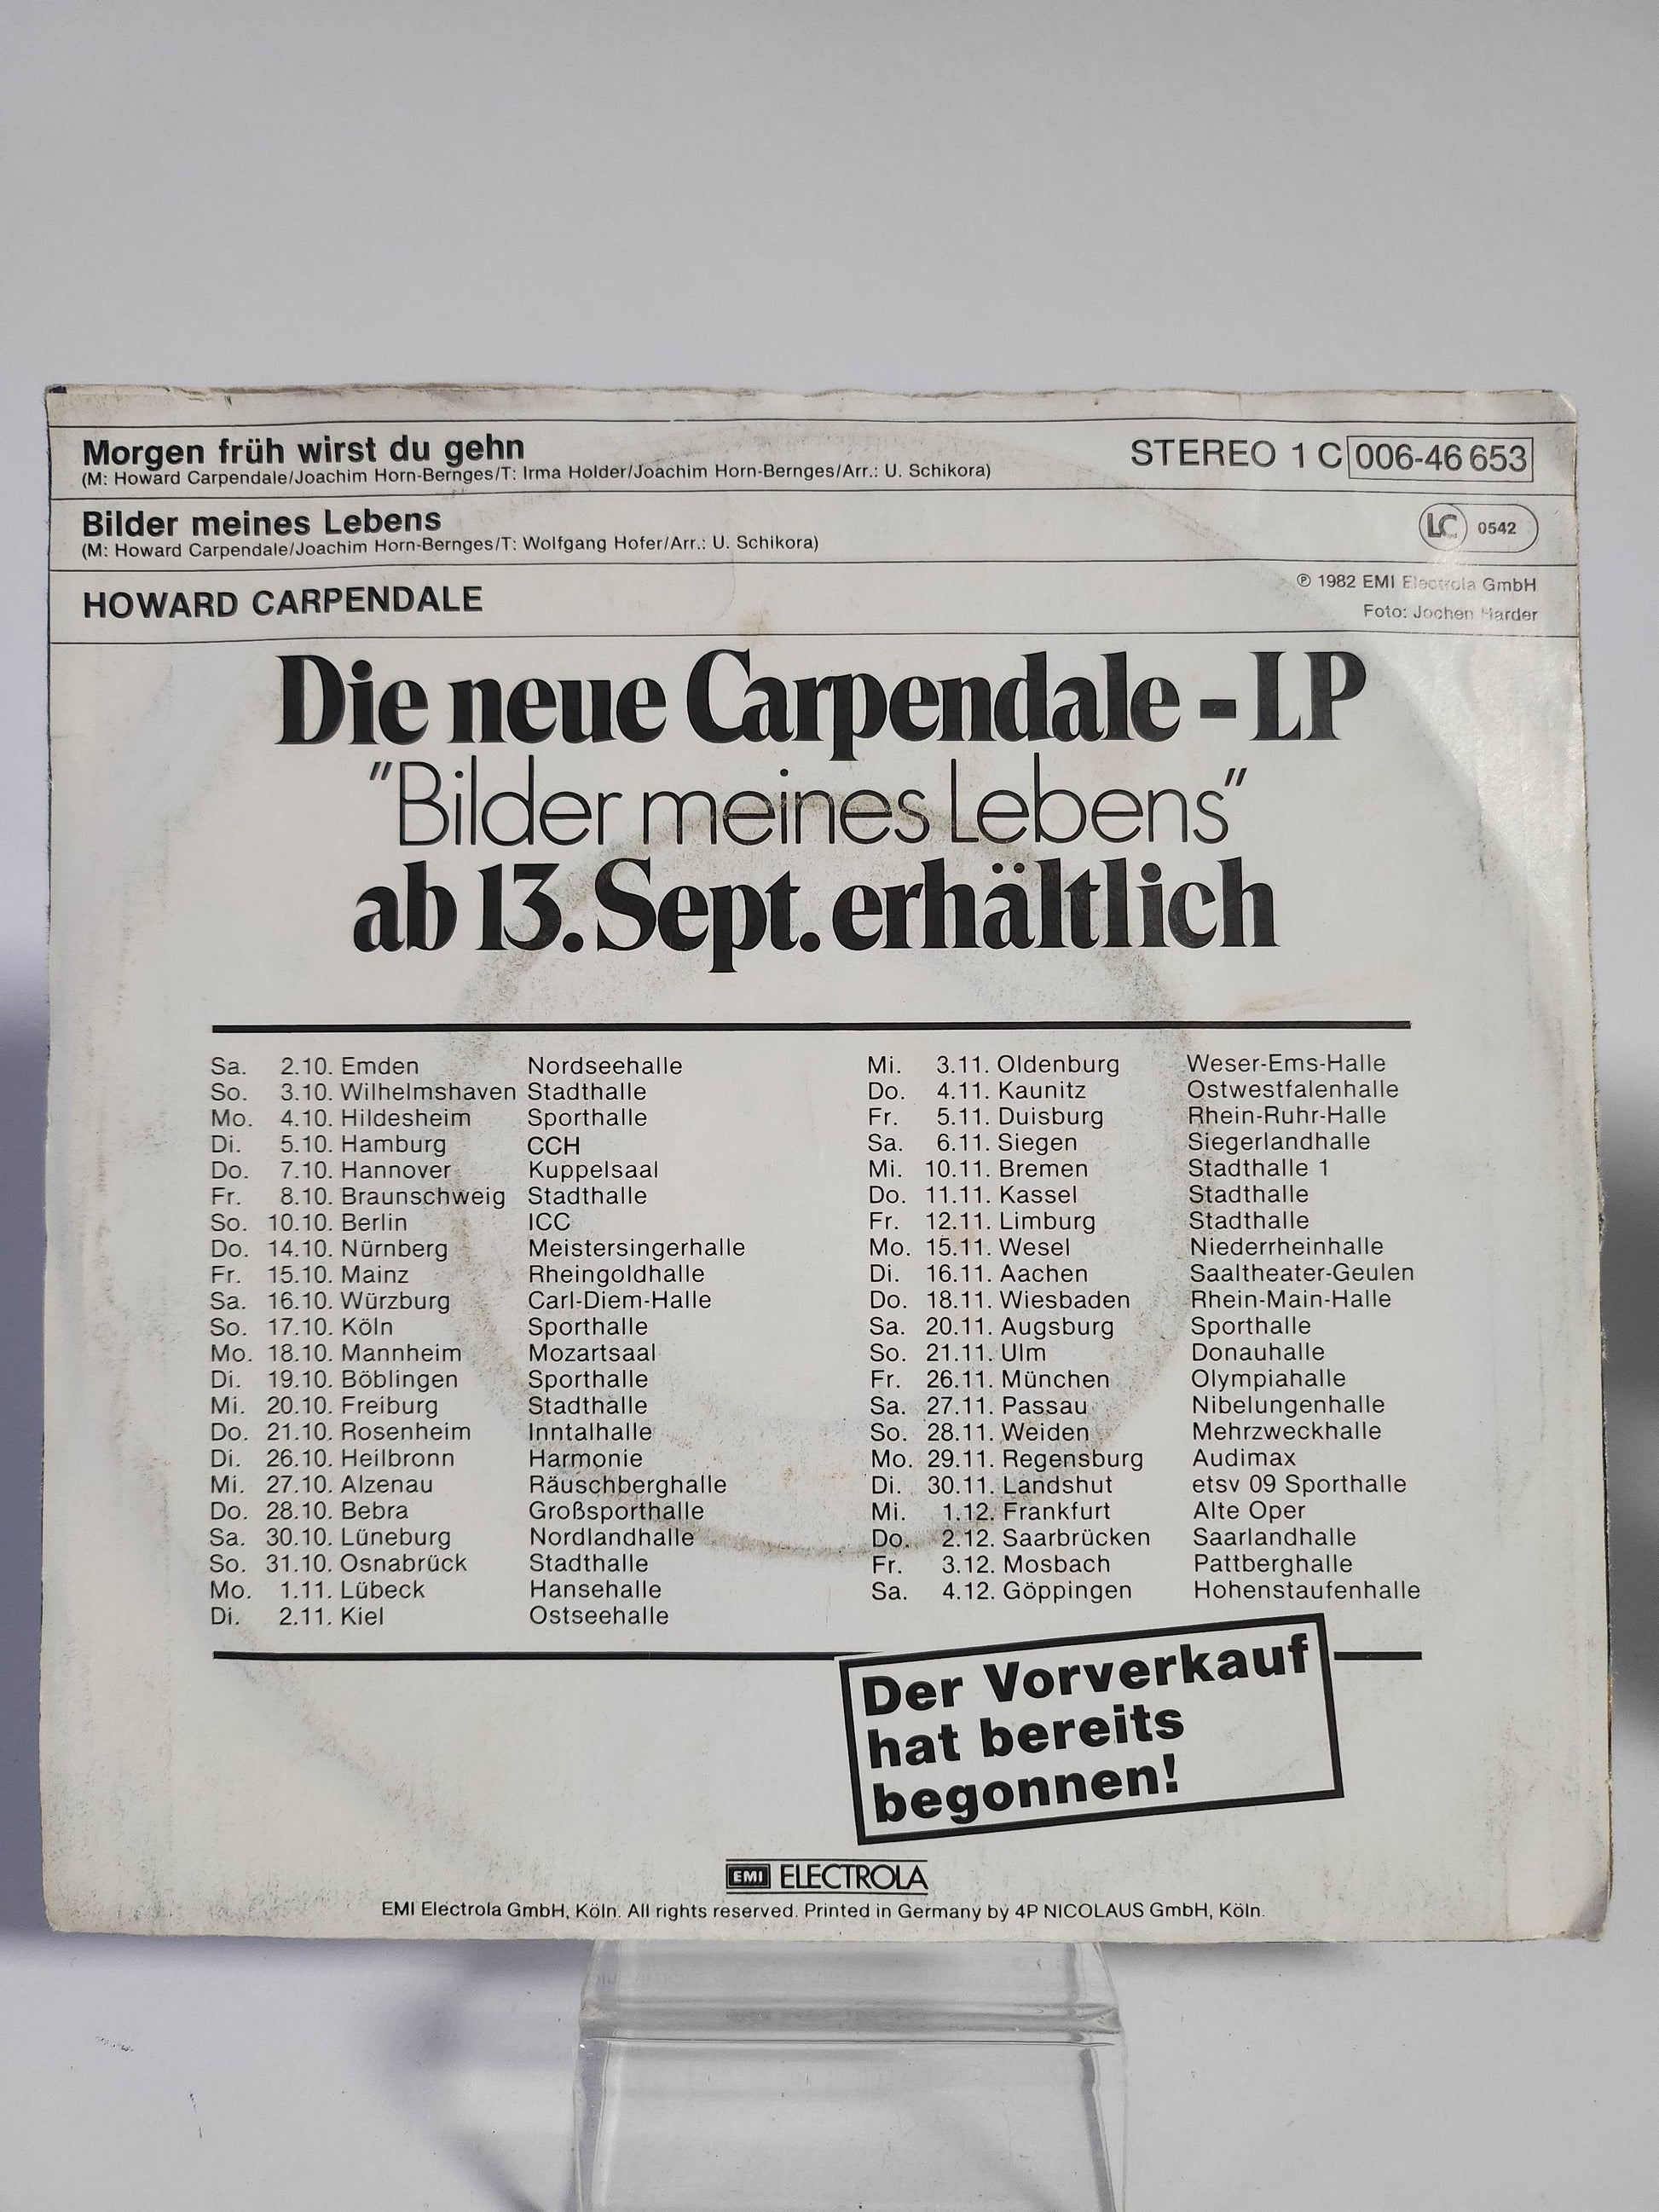 Morgen früh wirst du gehn
(M: Howard Carpendale/Joachim Horn-Bernges/T: Irma Holder/Joachim Horn-Bernges/Arr.: U. Schikora)
STEREO 1 C 006-46 653
Bilder meines Lebens
(M: Howard Carpendale/Joachim Horn-Bernges/T: Wolfgang Hofer/Arr.: U. Schikora)
LC 0542
HOWARD CARPENDALE
℗ 1982 EMI Electrola GmbH
Foto: Jochen Harder
Die neue Carpendale - LP
"Bilder meines Lebens"
ab 13. Sept. erhältlich
Sa. 2.10. Emden Nordseehalle
So. 3.10. Wilhelmshaven Stadthalle
Mo. 4.10. Hildesheim Sporthalle
Di. 5.10. Hamburg CCH
Do. 7.10. Hannover Kuppelsaal
Fr. 8.10. Braunschweig Stadthalle
So. 10.10. Berlin ICC
Do. 14.10. Nürnberg Meistersingerhalle
Fr. 15.10. Mainz Rheingoldhalle
Sa. 16.10. Würzburg Carl-Diem-Halle
So. 17.10. Köln Sporthalle
Mo. 18.10. Mannheim Mozartsaal
Di. 19.10. Böblingen Sporthalle
Mi. 20.10. Freiburg Stadthalle
Do. 21.10. Rosenheim Inntalhalle
Di. 26.10. Heilbronn Harmonie
Mi. 27.10. Alzenau Räuschberghalle
Do. 28.10. Bebra Großsporthalle
Sa. 30.10. Lüneburg Nordlandhalle
So. 31.10. Osnabrück Stadthalle
Mo. 1.11. Lübeck Hansehalle
Di. 2.11. Kiel Ostseehalle
Mi. 3.11. Oldenburg Weser-Ems-Halle
Do. 4.11. Kaunitz Ostwestfalenhalle
Fr. 5.11. Duisburg Rhein-Ruhr-Halle
Sa. 6.11. Siegen Siegerlandhalle
Mi. 10.11. Bremen Stadthalle 1
Do. 11.11. Kassel Stadthalle
Fr. 12.11. Limburg Stadthalle
Mo. 15.11. Wesel Niederrheinhalle
Di. 16.11. Aachen Saaltheater-Geulen
Do. 18.11. Wiesbaden Rhein-Main-Halle
Sa. 20.11. Augsburg Sporthalle
So. 21.11. Ulm Donauhalle
Fr. 26.11. München Olympiahalle
Sa. 27.11. Passau Nibelungenhalle
So. 28.11. Weiden Mehrzweckhalle
Mo. 29.11. Regensburg Audimax
Di. 30.11. Landshut etsv 09 Sporthalle
Mi. 1.12. Frankfurt Alte Oper
Do. 2.12. Saarbrücken Saarlandhalle
Fr. 3.12. Mosbach Pattberghalle
Sa. 4.12. Göppingen Hohenstaufenhalle
Der Vorverkauf
hat bereits
begonnen!
EMI ELECTROLA
EMI Electrola GmbH, Köln. All rights reserved. Printed in Germany by 4P NICOLAUS GmbH, Köln.